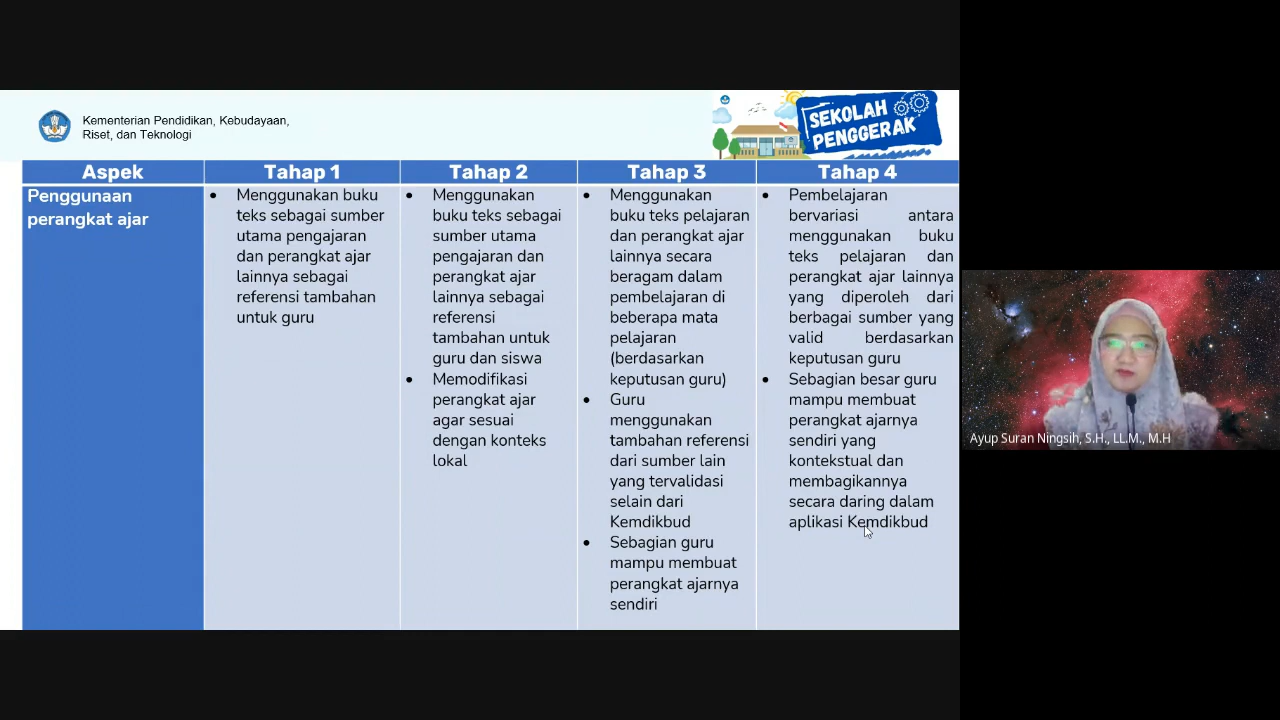 Kementerian Pendidikan, Kebudayaan,
Riset, dan Teknologi
SEKOLAH
PENGGERAK
Aspek
Tahap 1
Tahap 2
Tahap 3
Tahap 4
Penggunaan
perangkat ajar
• Menggunakan buku
teks sebagai sumber
utama pengajaran
dan perangkat ajar
lainnya sebagai
referensi tambahan
untuk guru
• Menggunakan
buku teks sebagai
sumber utama
pengajaran dan
perangkat ajar
lainnya sebagai
referensi
tambahan untuk
guru dan siswa
• Memodifikasi
perangkat ajar
agar sesuai
dengan konteks
lokal
• Menggunakan
buku teks pelajaran
dan perangkat ajar
lainnya secara
beragam dalam
pembelajaran di
beberapa mata
pelajaran
(berdasarkan
keputusan guru)
• Guru
menggunakan
tambahan referensi
dari sumber lain
yang tervalidasi
selain dari
Kemdikbud
• Sebagian guru
mampu membuat
perangkat ajarnya
sendiri
• Pembelajaran
bervariasi antara
menggunakan buku
teks pelajaran dan
perangkat ajar lainnya
yang diperoleh dari
berbagai sumber yang
valid berdasarkan
keputusan guru
• Sebagian besar guru
mampu membuat
perangkat ajarnya
sendiri yang
kontekstual dan
membagikannya
secara daring dalam
aplikasi Kemdikbud
Ayup Suran Ningsih, S.H., LL.M., M.H